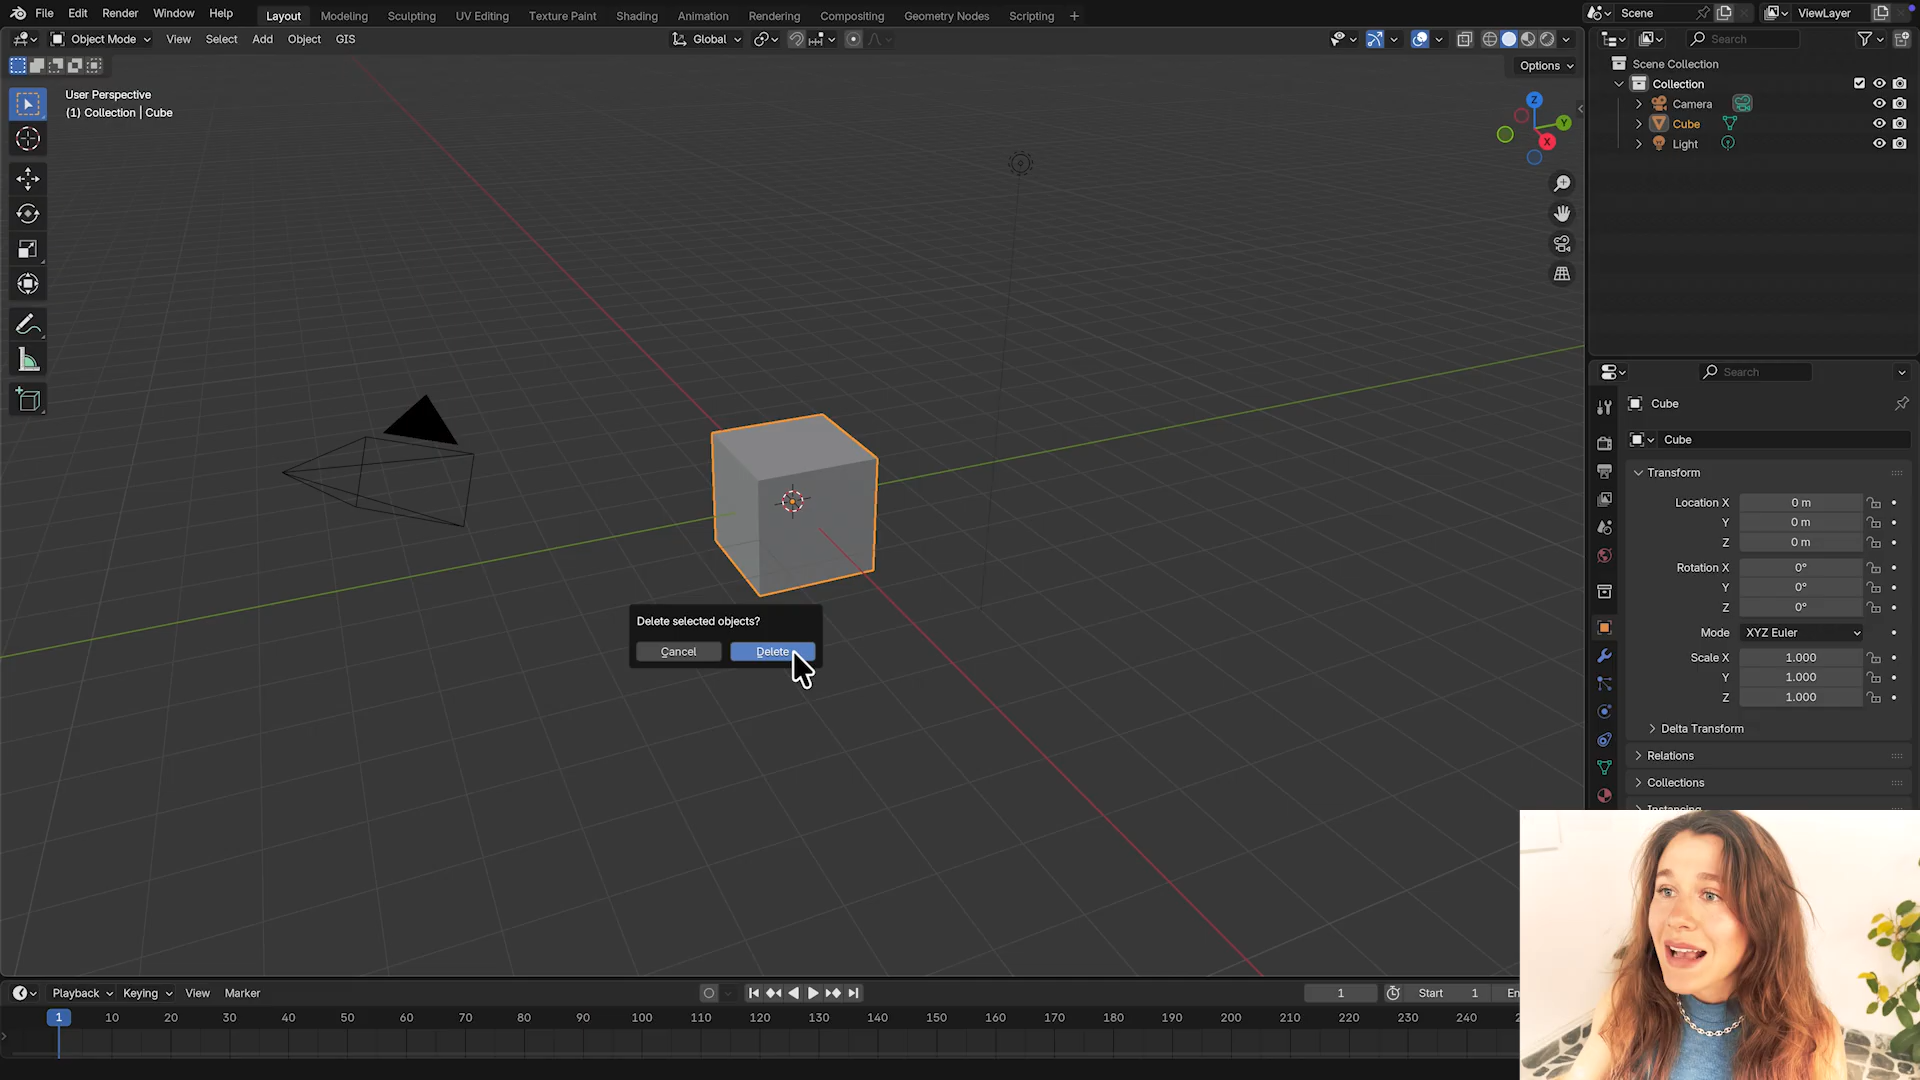 File Edit Render Window Help
Layout Modeling Sculpting UV Editing Texture Paint Shading Animation Rendering Compositing Geometry Nodes Scripting +
Scene
ViewLayer
Object Mode View Select Add Object GIS
Global
Search
Options
User Perspective
(1) Collection | Cube
Z
Y
X
Scene Collection
Collection
Camera
Cube
Light
Search
Cube
Cube
Transform
Location X 0 m
Y 0 m
Z 0 m
Rotation X 0°
Y 0°
Z 0°
Mode XYZ Euler
Scale X 1.000
Y 1.000
Z 1.000
Delta Transform
Relations
Collections
Instancing
Delete selected objects?
Cancel Delete
Playback Keying View Marker
1
Start 1
1 10 20 30 40 50 60 70 80 90 100 110 120 130 140 150 160 170 180 190 200 210 220 230 240